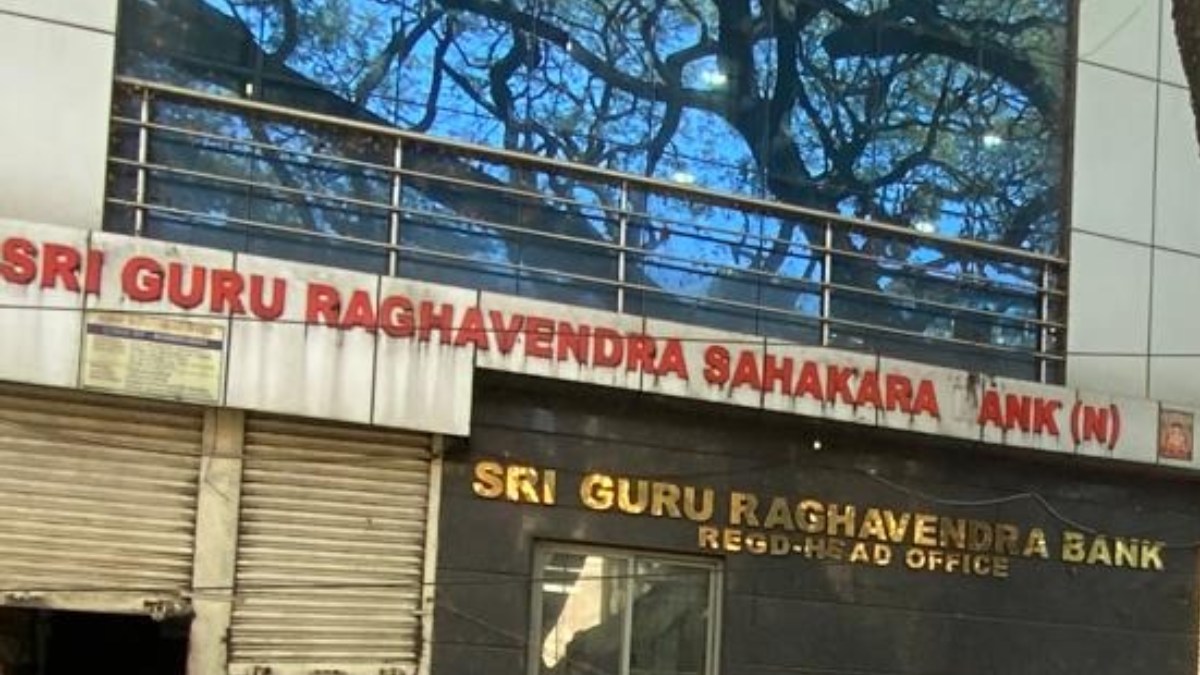 SRI GURU RAGHAVENDRA SAHAKARA ANK (N)
SRI GURU RAGHAVENDRA BANK
REGD-HEAD OFFICE